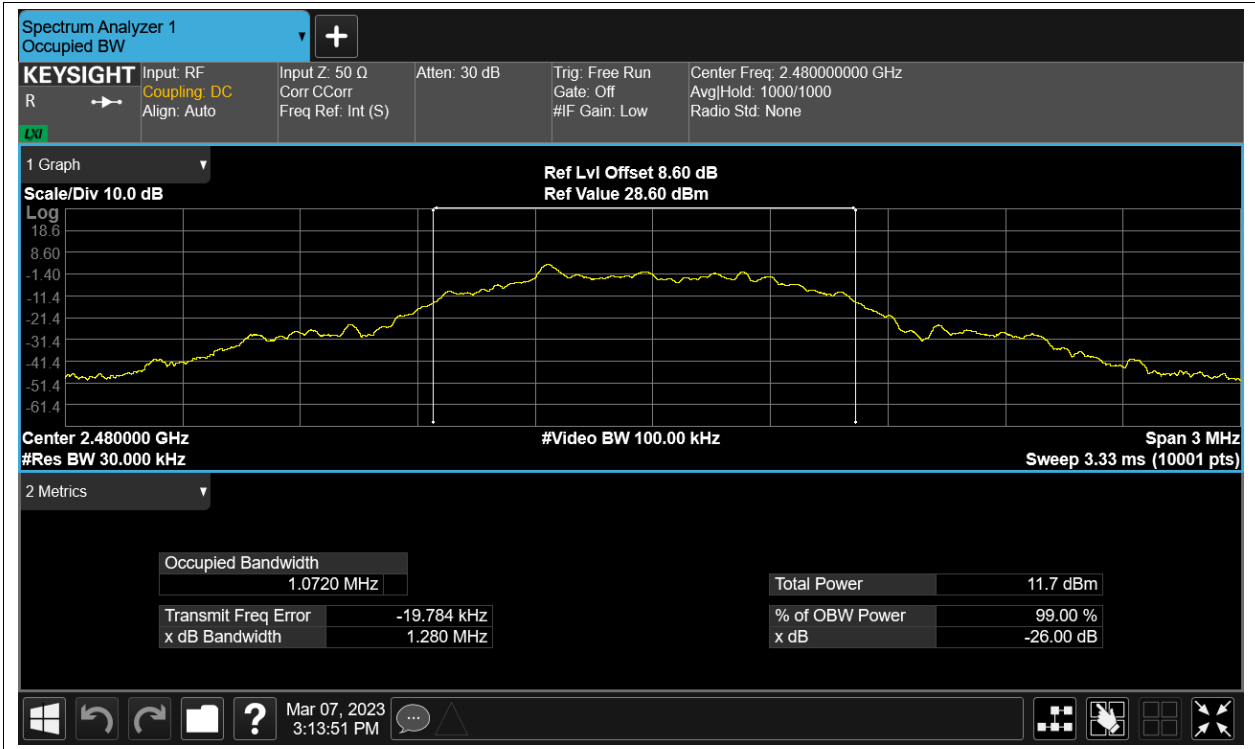 Spectrum Analyzer 1
Occupied BW
KEYSIGHT
R
LXI
Input: RF
Coupling: DC
Align: Auto
Input Z: 50 Ω
Corr CCorr
Freq Ref: Int (S)
Atten: 30 dB
Trig: Free Run
Gate: Off
#IF Gain: Low
Center Freq: 2.480000000 GHz
Avg|Hold: 1000/1000
Radio Std: None
1 Graph
Scale/Div 10.0 dB
Ref Lvl Offset 8.60 dB
Ref Value 28.60 dBm
Log
18.6
8.60
-1.40
-11.4
-21.4
-31.4
-41.4
-51.4
-61.4
Center 2.480000 GHz
#Video BW 100.00 kHz
Span 3 MHz
#Res BW 30.000 kHz
Sweep 3.33 ms (10001 pts)
2 Metrics
Occupied Bandwidth
1.0720 MHz
Total Power 11.7 dBm
Transmit Freq Error -19.784 kHz
% of OBW Power 99.00 %
x dB Bandwidth 1.280 MHz
x dB -26.00 dB
?
Mar 07, 2023
3:13:51 PM